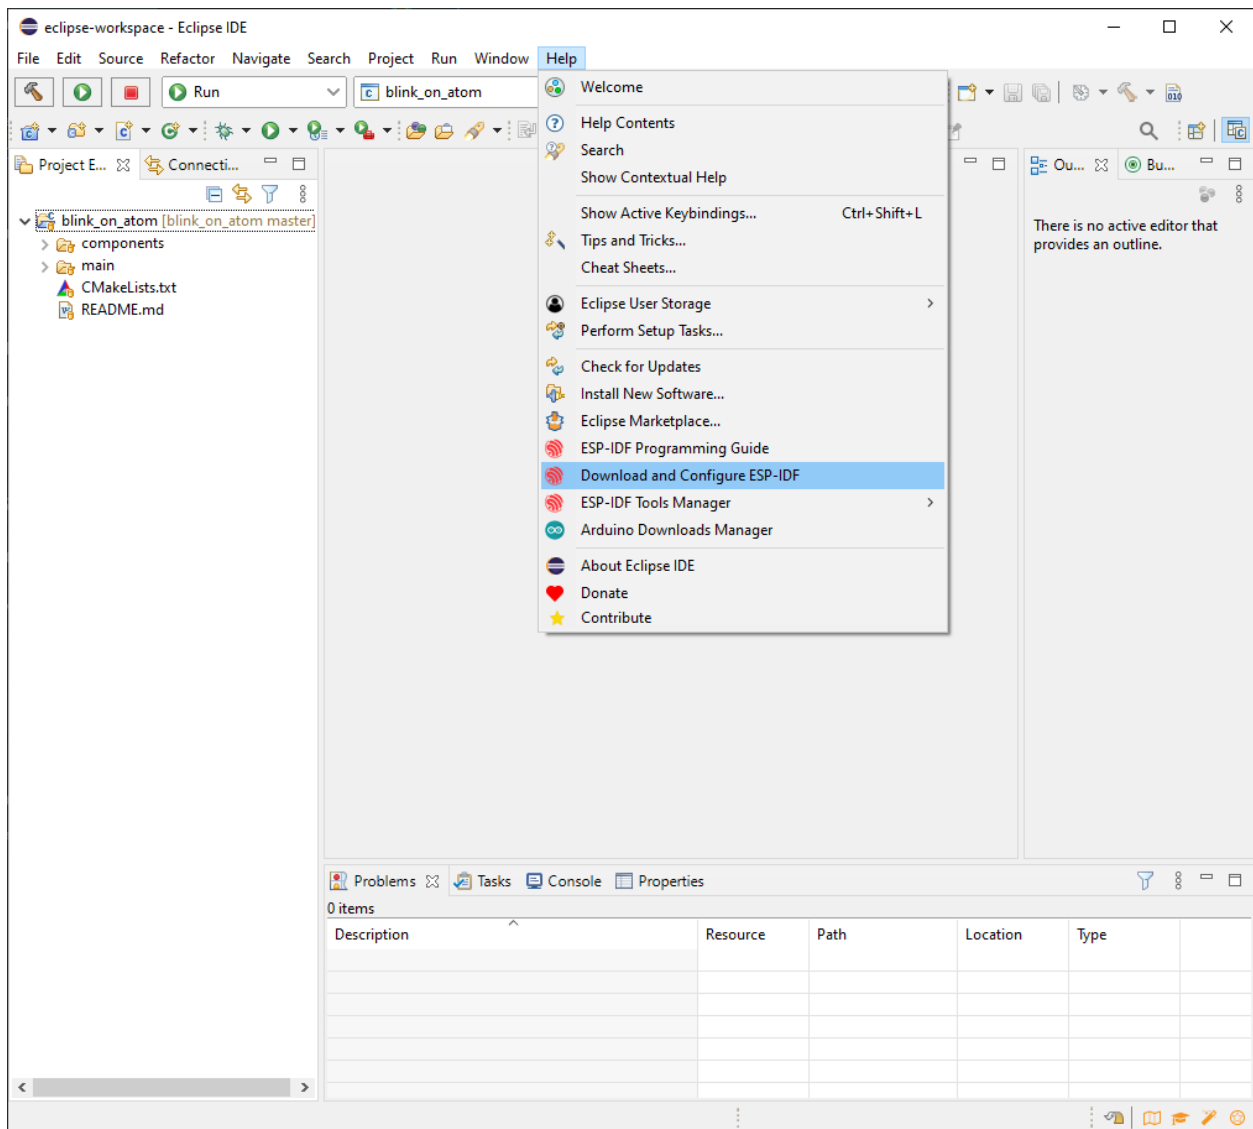 eclipse-workspace - Eclipse IDE
File Edit Source Refactor Navigate Search Project Run Window Help
Run
blink_on_atom
Project E...
Connecti...
blink_on_atom [blink_on_atom master]
components
main
CMakeLists.txt
README.md
Welcome
Help Contents
Search
Show Contextual Help
Show Active Keybindings... Ctrl+Shift+L
Tips and Tricks...
Cheat Sheets...
Eclipse User Storage
Perform Setup Tasks...
Check for Updates
Install New Software...
Eclipse Marketplace...
ESP-IDF Programming Guide
Download and Configure ESP-IDF
ESP-IDF Tools Manager
Arduino Downloads Manager
About Eclipse IDE
Donate
Contribute
Ou...
Bu...
There is no active editor that
provides an outline.
Problems Tasks Console Properties
0 items
Description Resource Path Location Type